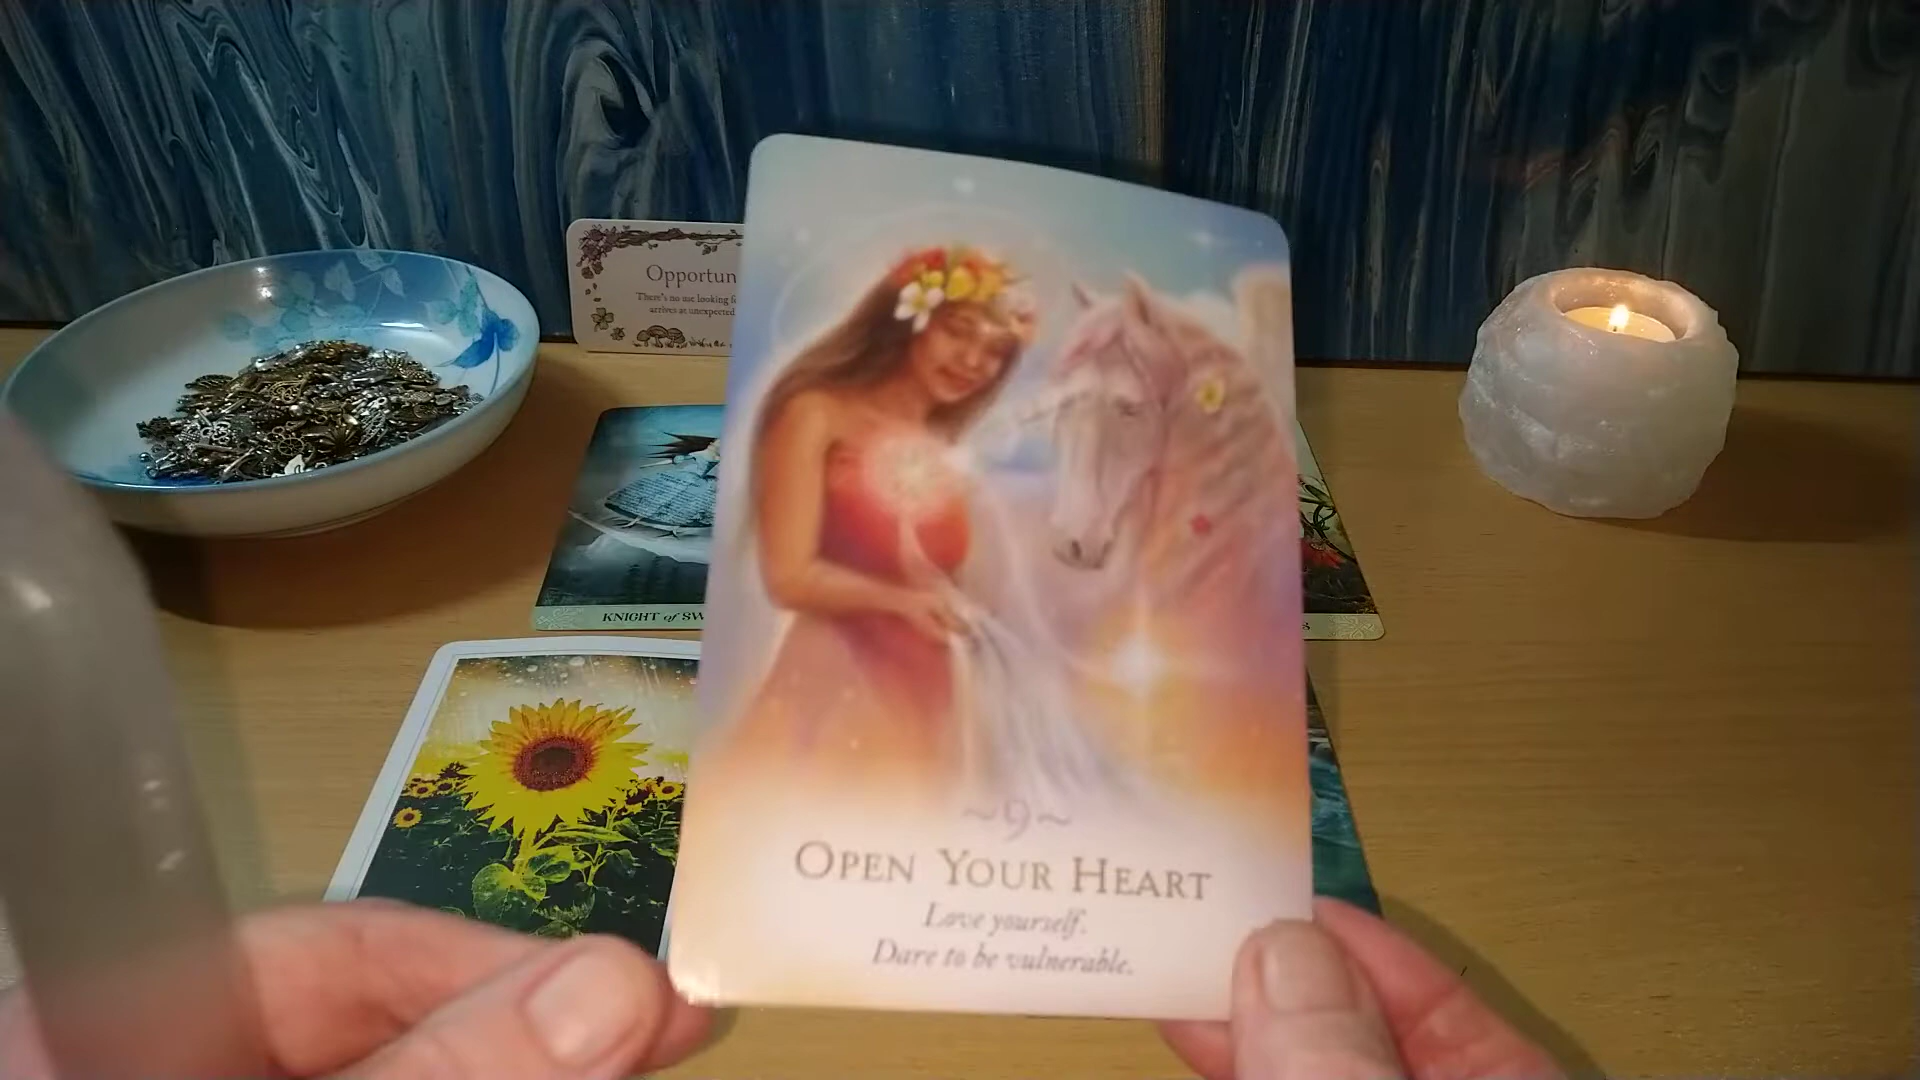 Opportun
There's no use looking f
arrives at unexpected
KNIGHT of SW
~9~
OPEN YOUR HEART
Love yourself.
Dare to be vulnerable.